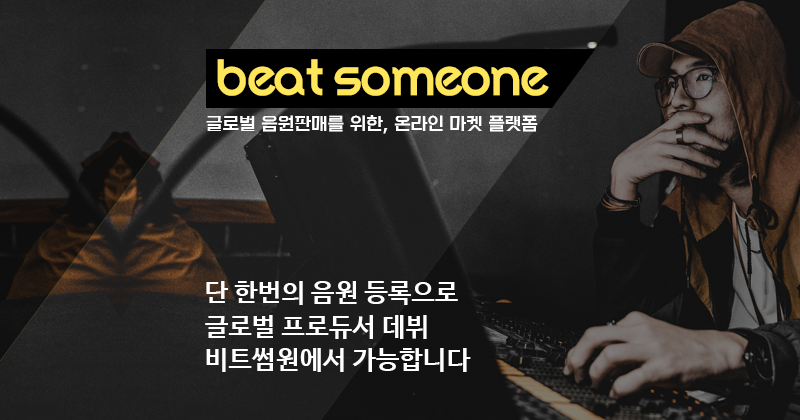 beat someone
글로벌 음원판매를 위한, 온라인 마켓 플랫폼
단 한번의 음원 등록으로
글로벌 프로듀서 데뷔
비트썸원에서 가능합니다